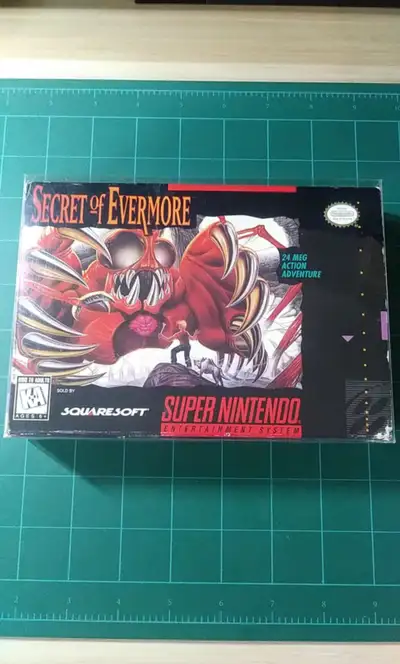 SECRET of EVERMORE
24 MEG
ACTION
ADVENTURE
KIDS TO ADULTS
K-A
AGES 6+
SOLD BY
SQUARESOFT
SUPER NINTENDO
ENTERTAINMENT SYSTEM